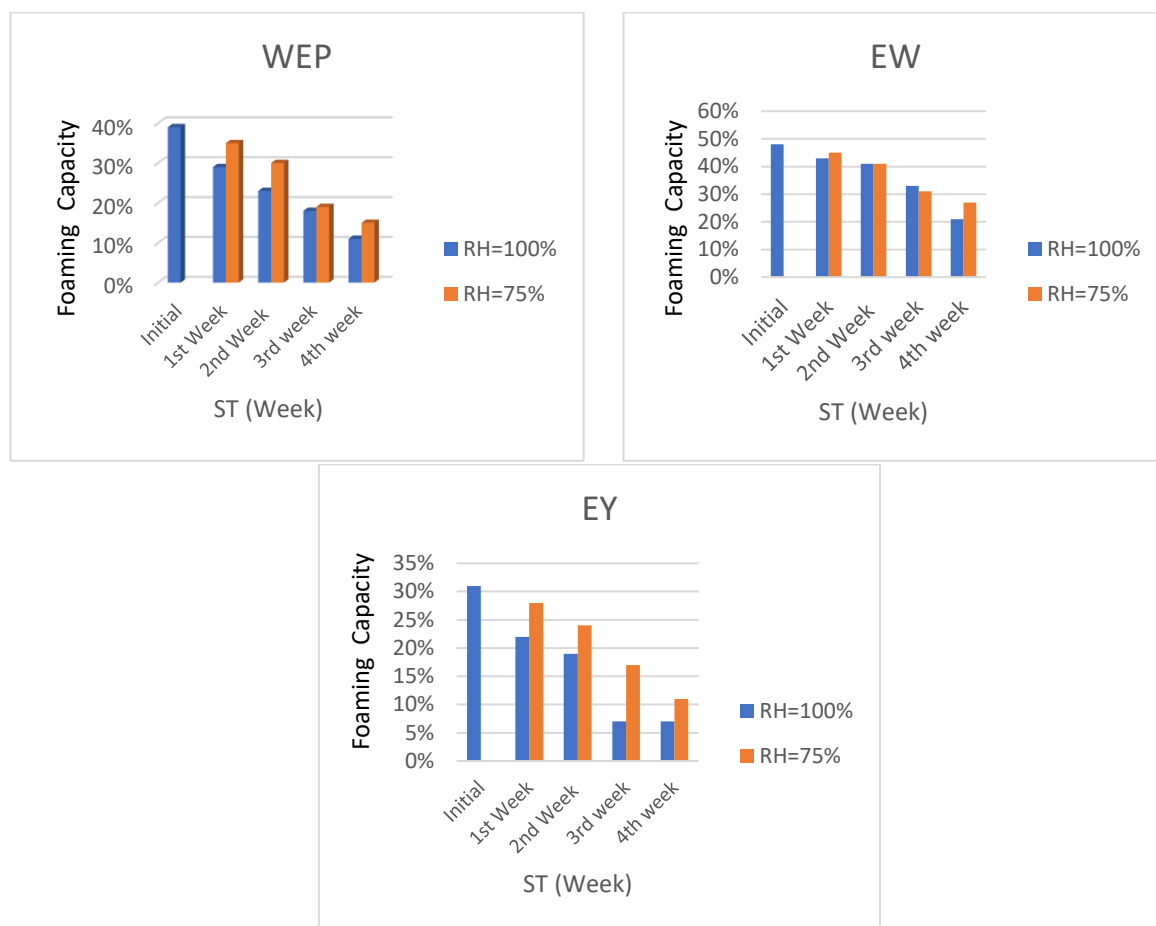 WEP
Foaming Capacity
40%
30%
20%
10%
0%
Initial
1st Week
2nd Week
3rd week
4th week
ST (Week)
RH=100%
RH=75%
EW
Foaming Capacity
60%
50%
40%
30%
20%
10%
0%
Initial
1st Week
2nd Week
3rd week
4th week
ST (Week)
RH=100%
RH=75%
EY
Foaming Capacity
35%
30%
25%
20%
15%
10%
5%
0%
Initial
1st Week
2nd Week
3rd week
4th week
ST (Week)
RH=100%
RH=75%